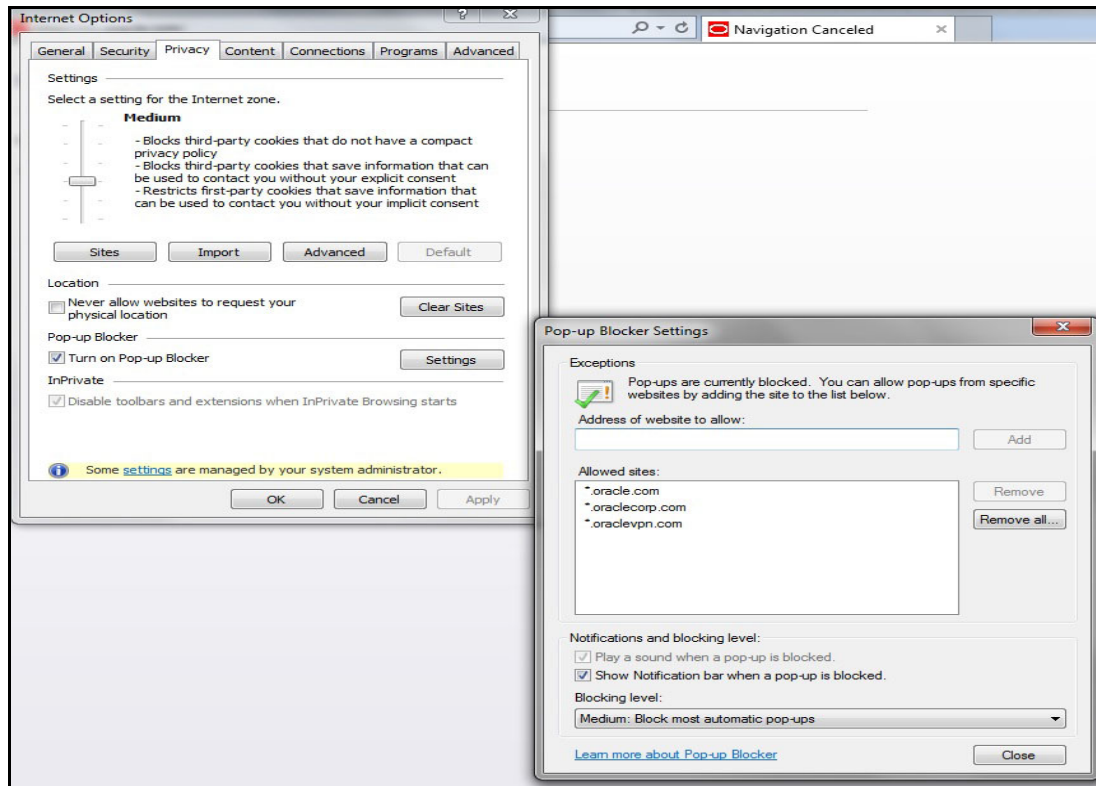 Internet Options
Navigation Canceled
General Security Privacy Content Connections Programs Advanced
Settings
Select a setting for the Internet zone.
Medium
- Blocks third-party cookies that do not have a compact
privacy policy
- Blocks third-party cookies that save information that can
be used to contact you without your explicit consent
- Restricts first-party cookies that save information that
can be used to contact you without your implicit consent
Sites Import Advanced Default
Location
Never allow websites to request your
physical location
Clear Sites
Pop-up Blocker
Turn on Pop-up Blocker
Settings
InPrivate
Disable toolbars and extensions when InPrivate Browsing starts
Some settings are managed by your system administrator.
OK Cancel Apply
Pop-up Blocker Settings
Exceptions
Pop-ups are currently blocked. You can allow pop-ups from specific
websites by adding the site to the list below.
Address of website to allow:
Add
Allowed sites:
*.oracle.com
*.oraclecorp.com
*.oraclevpn.com
Remove
Remove all...
Notifications and blocking level:
Play a sound when a pop-up is blocked.
Show Notification bar when a pop-up is blocked.
Blocking level:
Medium: Block most automatic pop-ups
Learn more about Pop-up Blocker
Close